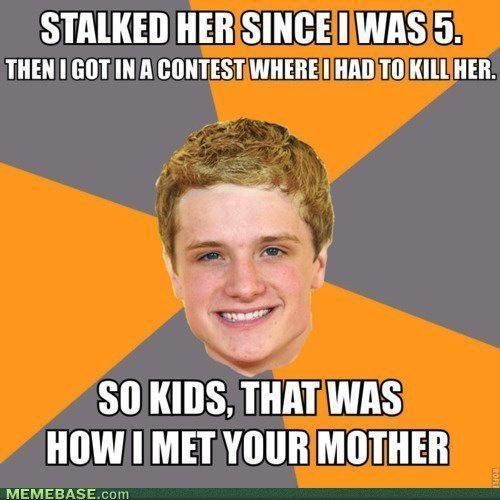 STALKED HER SINCE I WAS 5.
THEN I GOT IN A CONTEST WHERE I HAD TO KILL HER.
SO KIDS, THAT WAS
HOW I MET YOUR MOTHER
MEMEBASE.com